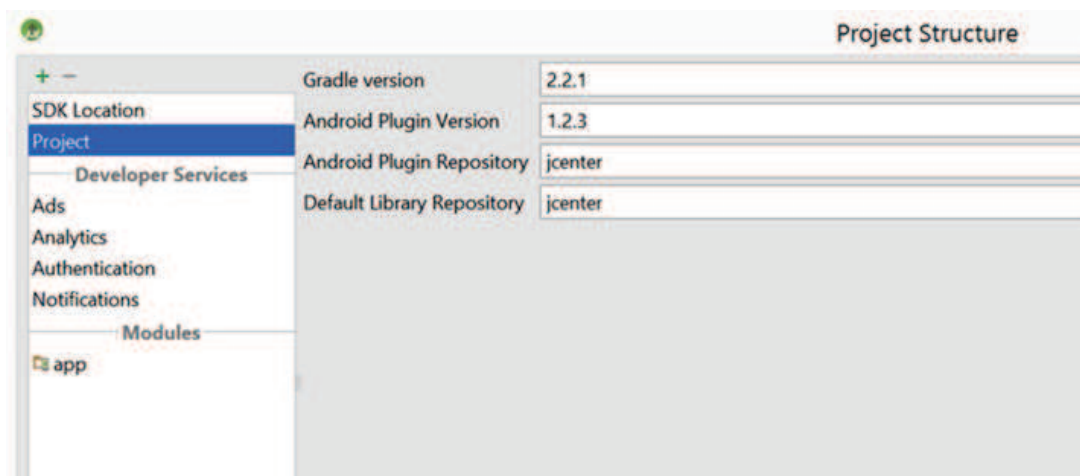 Project Structure
SDK Location
Project
Developer Services
Ads
Analytics
Authentication
Notifications
Modules
app
Gradle version 2.2.1
Android Plugin Version 1.2.3
Android Plugin Repository jcenter
Default Library Repository jcenter